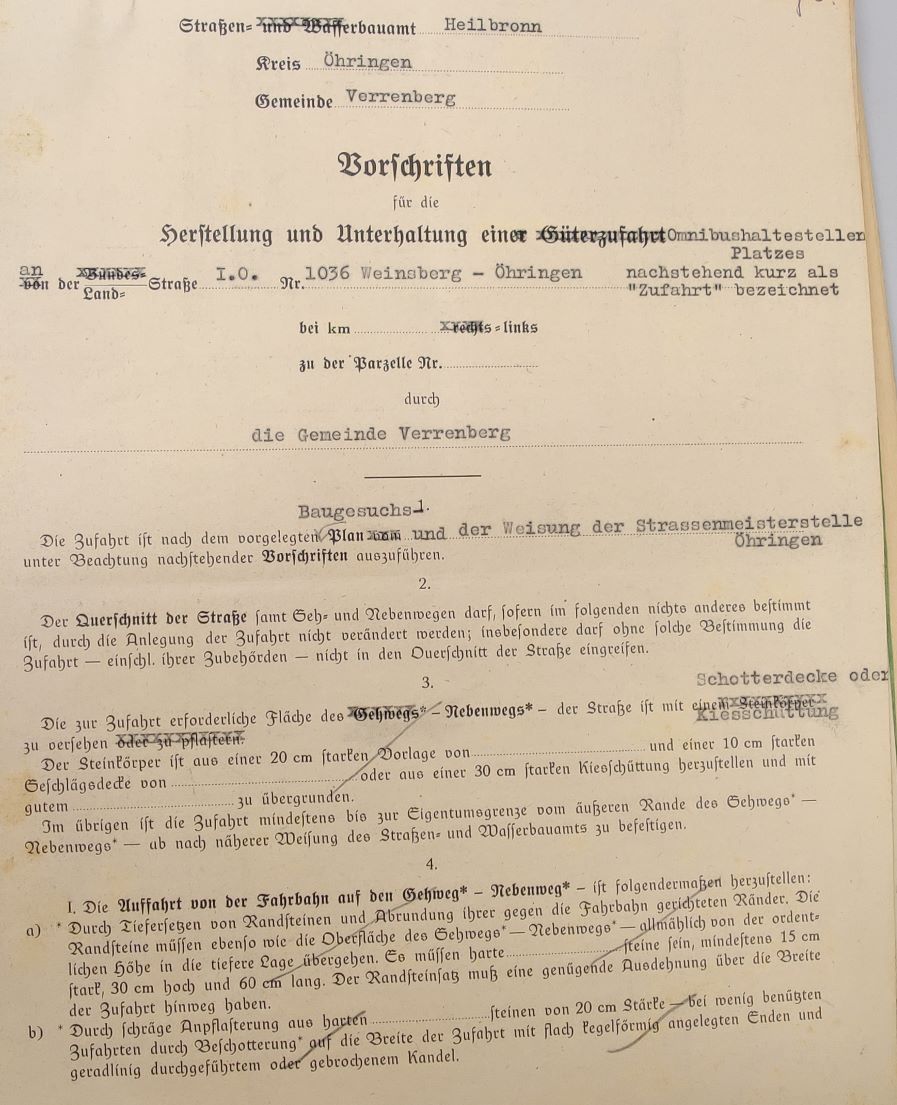 Straßen- und Wasserbauamt Heilbronn
Kreis Öhringen
Gemeinde Verrenberg
Vorschriften
für die
Herstellung und Unterhaltung einer Güterzufahrt Omnibushaltestellen
Platzes
an
von der Bundes- Land- Straße I.O. Nr. 1036 Weinsberg - Öhringen nachstehend kurz als
"Zufahrt" bezeichnet
bei km rechts - links
zu der Parzelle Nr.
durch
die Gemeinde Verrenberg
Baugesuchs- 1.
Die Zufahrt ist nach dem vorgelegten Plan vom und der Weisung der Strassenmeisterstelle
Öhringen
unter Beachtung nachstehender Vorschriften auszuführen.
2.
Der Querschnitt der Straße samt Geh- und Nebenwegen darf, sofern im folgenden nichts anderes bestimmt
ist, durch die Anlegung der Zufahrt nicht verändert werden; insbesondere darf ohne solche Bestimmung die
Zufahrt — einschl. ihrer Zubehörden — nicht in den Querschnitt der Straße eingreifen.
3.
Schotterdecke oder
Die zur Zufahrt erforderliche Fläche des Gehwegs* – Nebenwegs* – der Straße ist mit einem Steinkörper
Kiesschüttung
zu versehen oder zu pflastern.
Der Steinkörper ist aus einer 20 cm starken Vorlage von und einer 10 cm starken
Geschlägsdecke von oder aus einer 30 cm starken Kiesschüttung herzustellen und mit
gutem zu übergrunden.
Im übrigen ist die Zufahrt mindestens bis zur Eigentumsgrenze vom äußeren Rande des Gehwegs* —
Nebenwegs* — ab nach näherer Weisung des Straßen- und Wasserbauamts zu befestigen.
4.
I. Die Auffahrt von der Fahrbahn auf den Gehweg* – Nebenweg* – ist folgendermaßen herzustellen:
a) * Durch Tiefersetzen von Randsteinen und Abrundung ihrer gegen die Fahrbahn gerichteten Ränder. Die
Randsteine müssen ebenso wie die Oberfläche des Gehwegs* — Nebenwegs* — allmählich von der ordent-
lichen Höhe in die tiefere Lage übergehen. Es müssen harte steine sein, mindestens 15 cm
stark, 30 cm hoch und 60 cm lang. Der Randsteinsatz muß eine genügende Ausdehnung über die Breite
der Zufahrt hinweg haben.
b) * Durch schräge Anpflasterung aus harten steinen von 20 cm Stärke — bei wenig benützten
Zufahrten durch Beschotterung* auf die Breite der Zufahrt mit flach kegelförmig angelegten Enden und
geradlinig durchgeführtem oder gebrochenem Kandel.